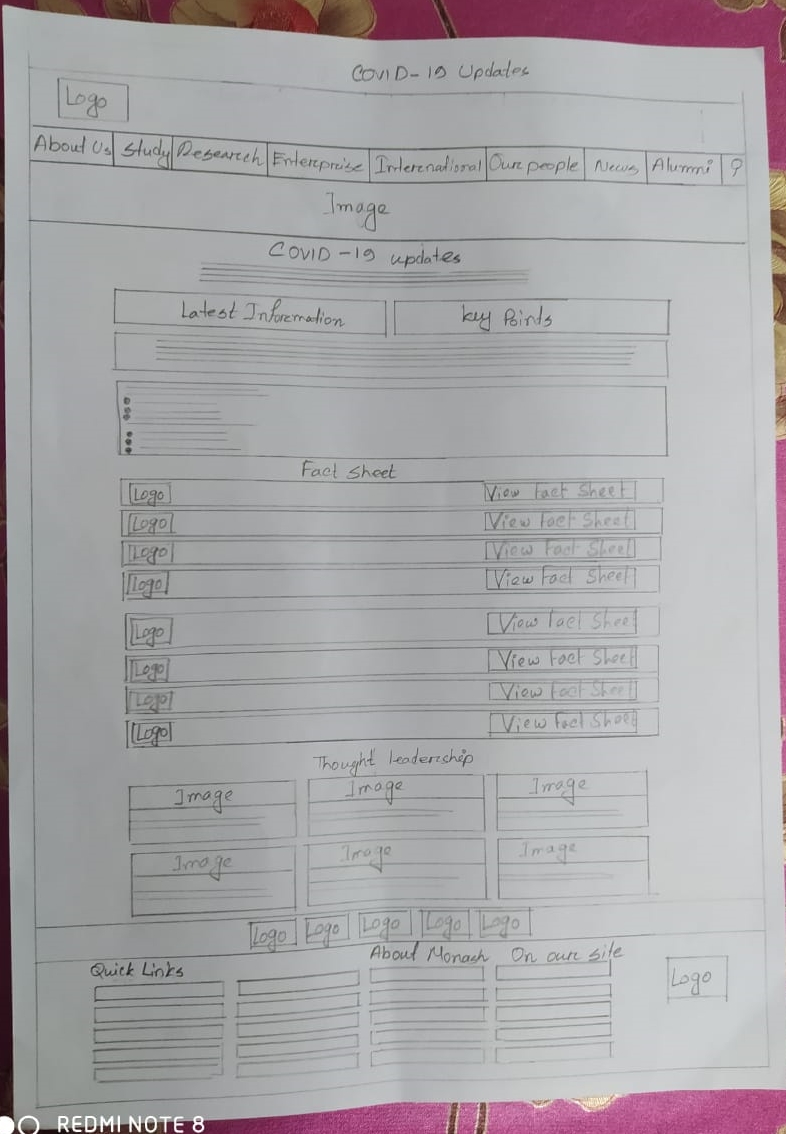 COVID-19 Updates
Logo
About Us Study Research Enterprise International Our people News Alumni ?
Image
COVID-19 updates
Latest Information Key Points
Fact Sheet
Logo View Fact Sheet
Logo View Fact Sheet
Logo View Fact Sheet
Logo View Fact Sheet
Logo View Fact Sheet
Logo View Fact Sheet
Logo View Fact Sheet
Logo View Fact Sheet
Thought leadership
Image Image Image
Image Image Image
Logo Logo Logo Logo Logo
Quick Links About Monash On our site
Logo
REDMI NOTE 8